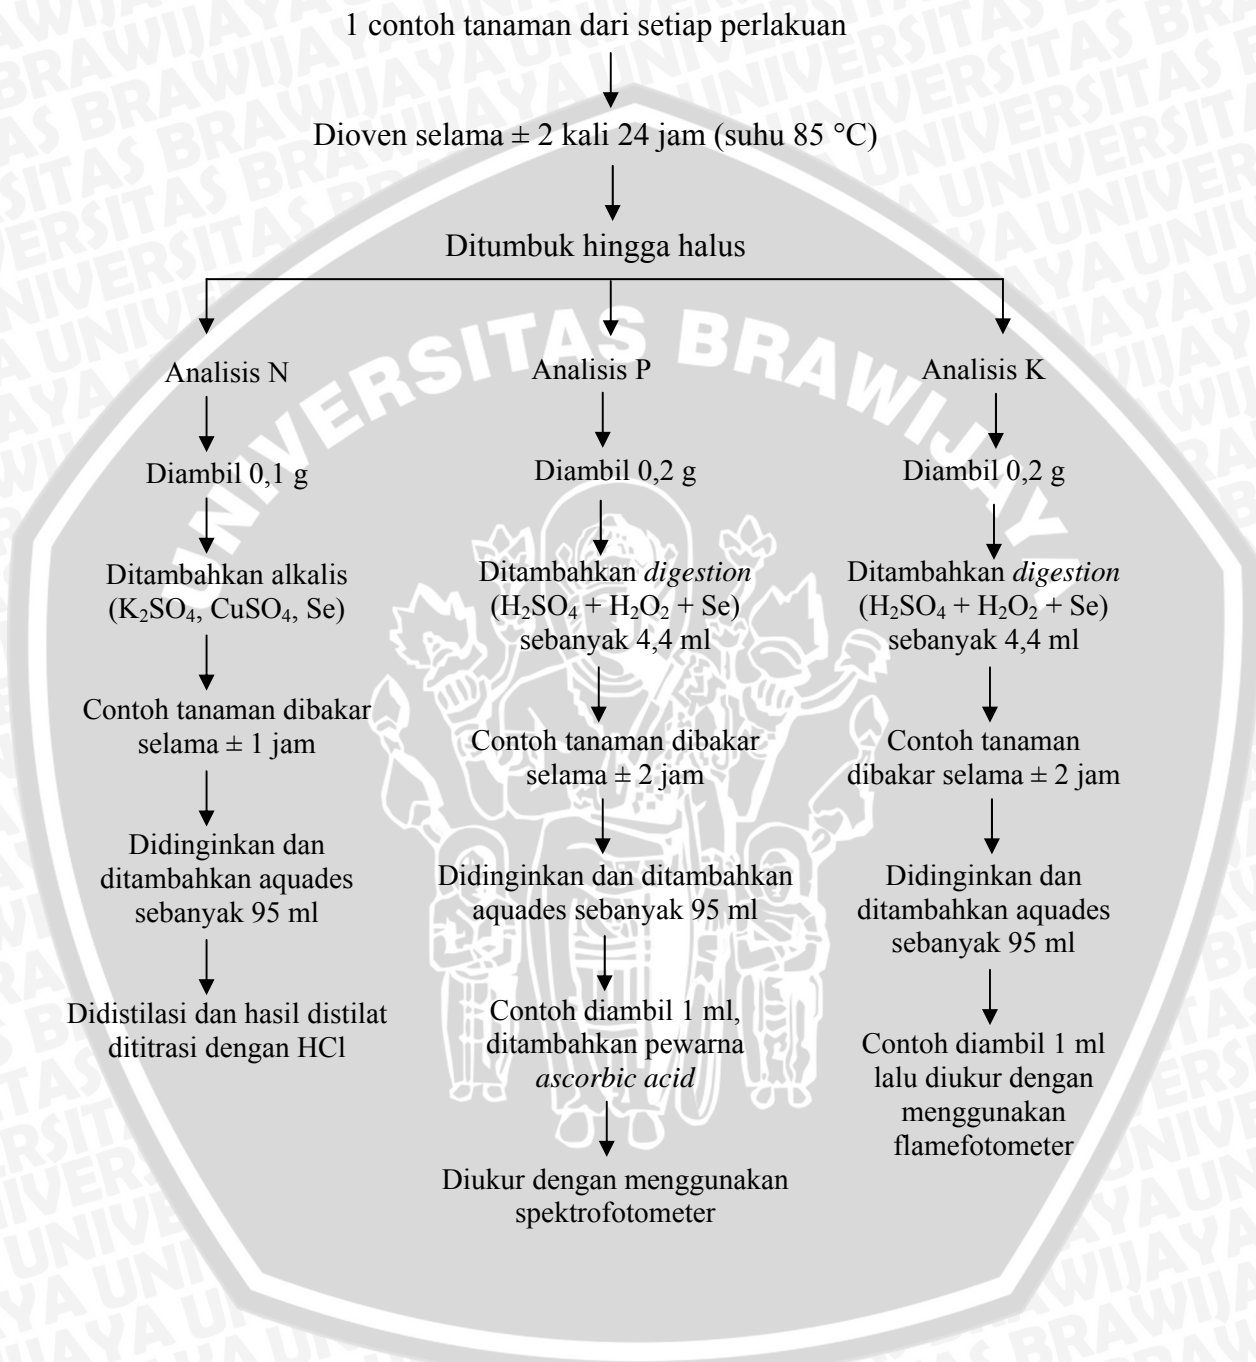 1 contoh tanaman dari setiap perlakuan
Dioven selama ± 2 kali 24 jam (suhu 85 °C)
Ditumbuk hingga halus
UNIVERSITAS BRAWIJAYA
Analisis N
Diambil 0,1 g
Ditambahkan alkalis
(K₂SO₄, CuSO₄, Se)
Contoh tanaman dibakar
selama ± 1 jam
Didinginkan dan
ditambahkan aquades
sebanyak 95 ml
Didistilasi dan hasil distilat
dititrasi dengan HCl
Analisis P
Diambil 0,2 g
Ditambahkan digestion
(H₂SO₄ + H₂O₂ + Se)
sebanyak 4,4 ml
Contoh tanaman dibakar
selama ± 2 jam
Didinginkan dan ditambahkan
aquades sebanyak 95 ml
Contoh diambil 1 ml,
ditambahkan pewarna
ascorbic acid
Diukur dengan menggunakan
spektrofotometer
Analisis K
Diambil 0,2 g
Ditambahkan digestion
(H₂SO₄ + H₂O₂ + Se)
sebanyak 4,4 ml
Contoh tanaman
dibakar selama ± 2 jam
Didinginkan dan
ditambahkan aquades
sebanyak 95 ml
Contoh diambil 1 ml
lalu diukur dengan
menggunakan
flamefotometer